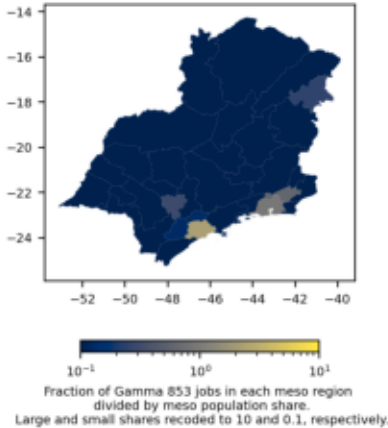 −14
−16
−18
−20
−22
−24
−52 −50 −48 −46 −44 −42 −40
10⁻¹ 10⁰ 10¹
Fraction of Gamma 853 jobs in each meso region
divided by meso population share.
Large and small shares recoded to 10 and 0.1, respectively.